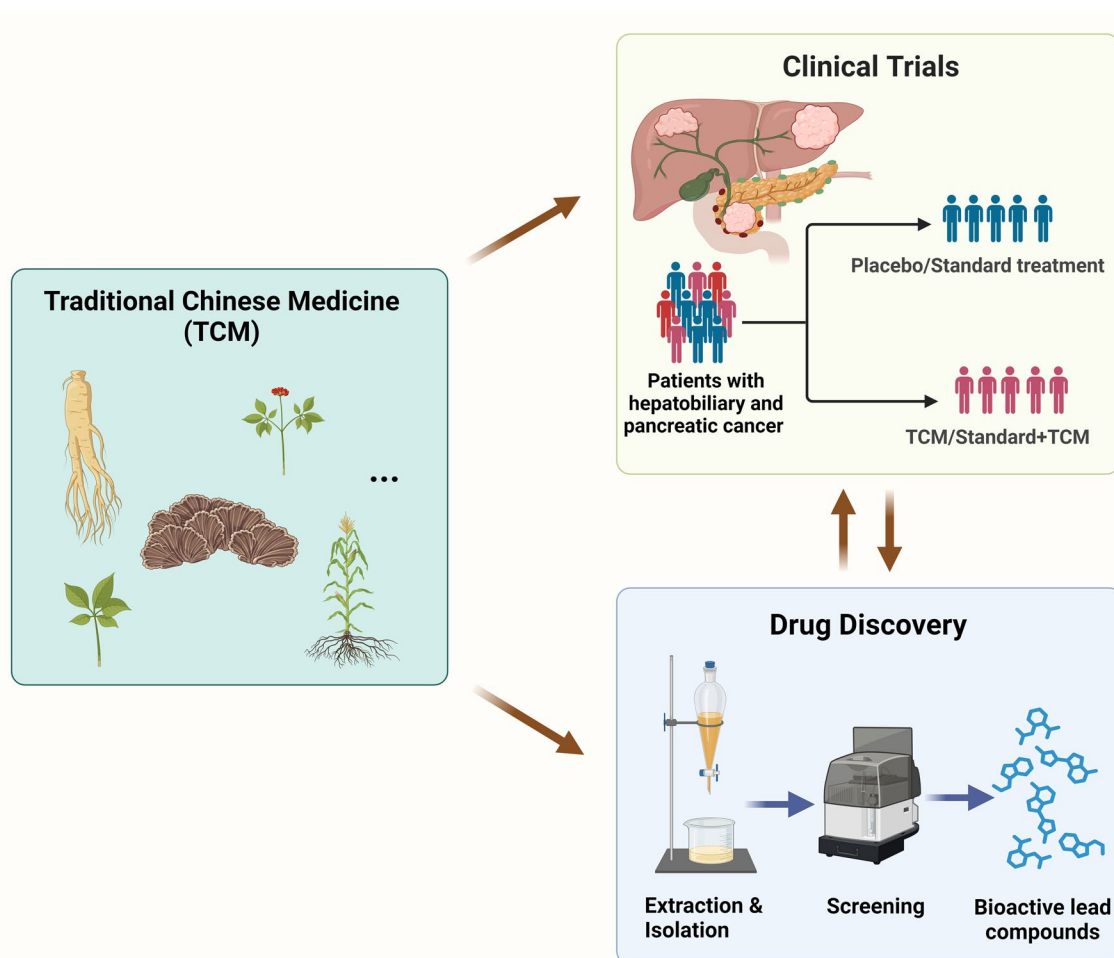 Traditional Chinese Medicine
(TCM)
...
Clinical Trials
Placebo/Standard treatment
Patients with
hepatobiliary and
pancreatic cancer
TCM/Standard+TCM
Drug Discovery
Extraction &
Isolation
Screening
Bioactive lead
compounds